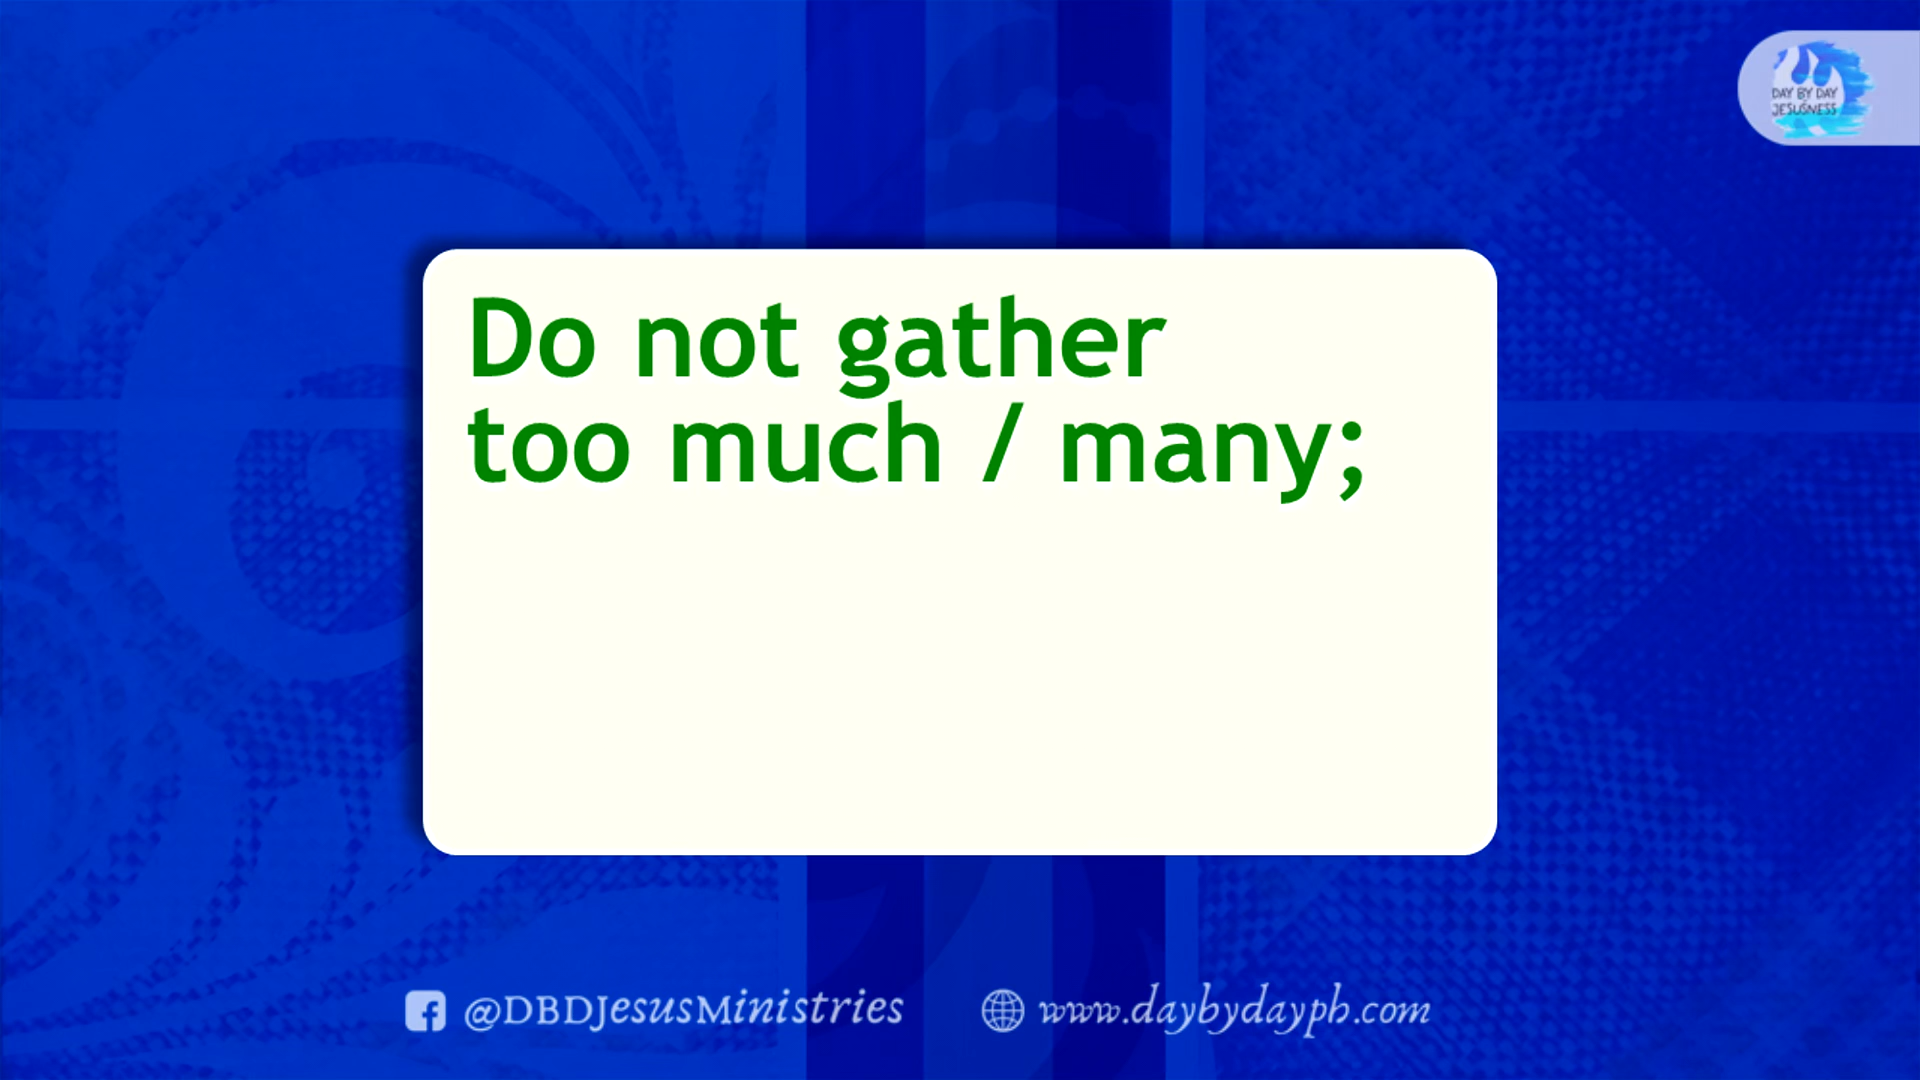 DAY BY DAY
JESUSNESS
Do not gather
too much / many;
@DBDJesusMinistries
www.daybydayph.com